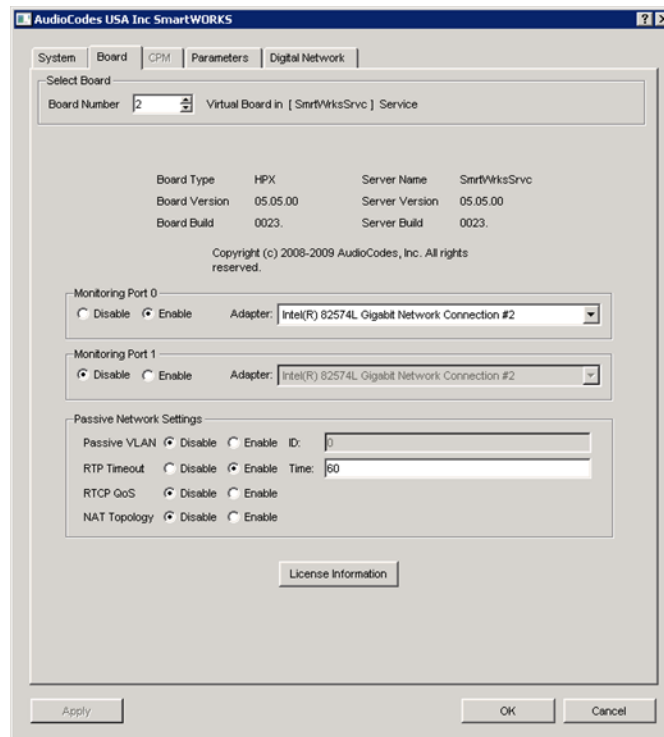 AudioCodes USA Inc SmartWORKS
System Board CPM Parameters Digital Network
Select Board
Board Number 2 Virtual Board in [ SmrtWrksSrvc ] Service
Board Type HPX Server Name SmrtWrksSrvc
Board Version 05.05.00 Server Version 05.05.00
Board Build 0023. Server Build 0023.
Copyright (c) 2008-2009 AudioCodes, Inc. All rights
reserved.
Monitoring Port 0
Disable Enable Adapter: Intel(R) 82574L Gigabit Network Connection #2
Monitoring Port 1
Disable Enable Adapter: Intel(R) 82574L Gigabit Network Connection #2
Passive Network Settings
Passive VLAN Disable Enable ID: 0
RTP Timeout Disable Enable Time: 60
RTCP QoS Disable Enable
NAT Topology Disable Enable
License Information
Apply OK Cancel